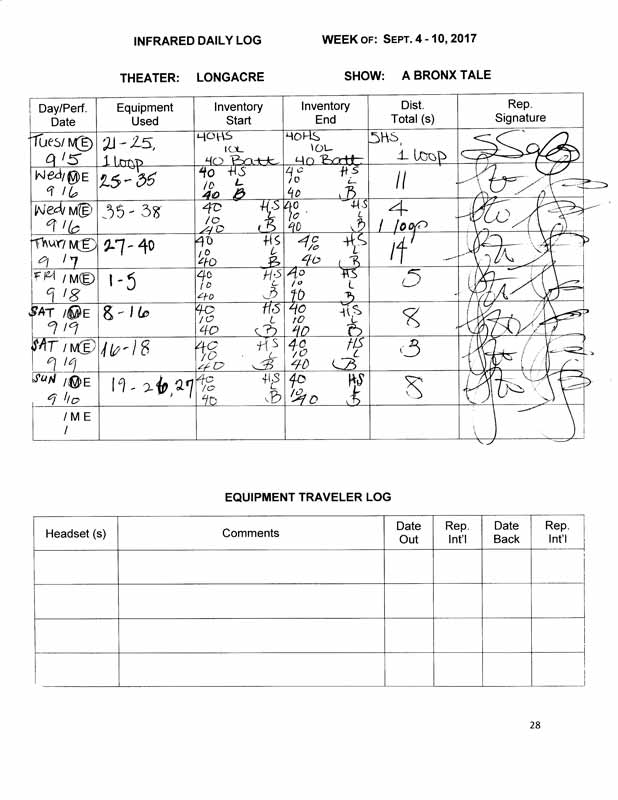 INFRARED DAILY LOG WEEK OF: SEPT. 4 - 10, 2017
THEATER: LONGACRE SHOW: A BRONX TALE
Day/Perf. Equipment Inventory Inventory Dist. Rep.
Date Used Start End Total (s) Signature
Tues/ M E 21-25, 40HS 40HS 5HS,
9/5 1 loop 10L 10L 1 loop
40 Batt 40 Batt
Wed/ M E 25-35 40 HS 40 HS 11
9/6 10 L 10 L
40 B 40 B
Wed/ M E 35-38 40 HS 40 HS 4
9/6 10 L 10 L 1 loop
40 B 40 B
Thur/ M E 27-40 40 HS 40 HS 14
9/7 10 L 10 L
40 B 40 B
FRI / M E 1-5 40 HS 40 HS 5
9/8 10 L 10 L
40 B 40 B
SAT / M E 8-16 40 HS 40 HS 8
9/9 10 L 10 L
40 B 40 B
SAT / M E 16-18 40 HS 40 HS 3
9/9 10 L 10 L
40 B 40 B
SUN / M E 19-26,27 40 HS 40 HS 8
9/10 10 L 10 L
40 B 40 B
/ M E
/
EQUIPMENT TRAVELER LOG
Headset (s) Comments Date Rep. Date Rep.
Out Int'l Back Int'l
28